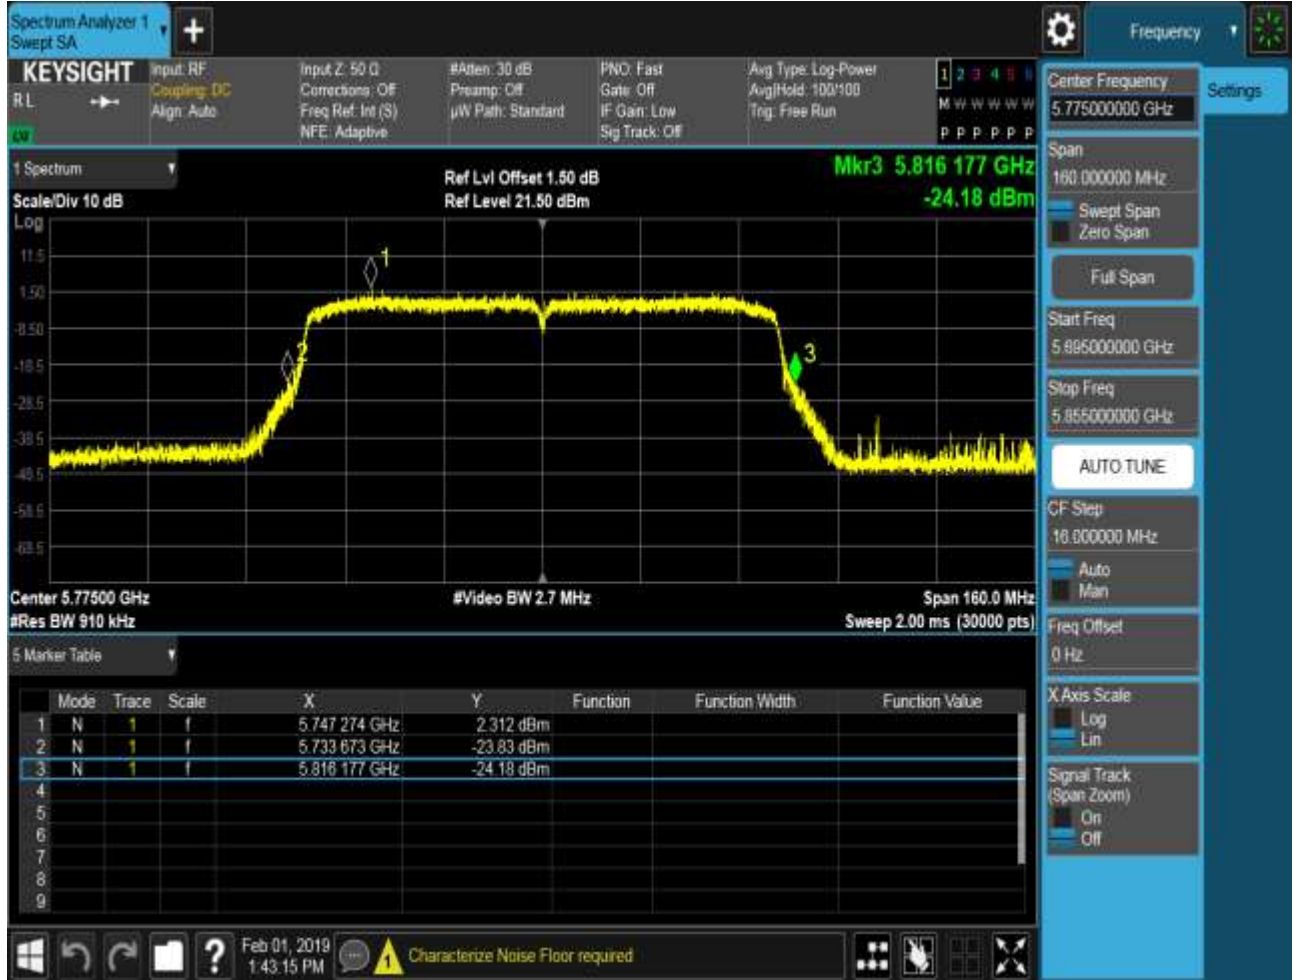 Spectrum Analyzer 1
Swept SA
+
Frequency
KEYSIGHT
R L
Input: RF
Coupling: DC
Align: Auto
Input Z: 50 Ω
Corrections: Off
Freq Ref: Int (S)
NFE: Adaptive
#Atten: 30 dB
Preamp: Off
µW Path: Standard
PNO: Fast
Gate: Off
IF Gain: Low
Sig Track: Off
Avg Type: Log-Power
Avg|Hold: 100/100
Trig: Free Run
1 2 3 4 5 6
M W W W W W
P P P P P P
1 Spectrum
Scale/Div 10 dB
Ref Lvl Offset 1.50 dB
Ref Level 21.50 dBm
Mkr3 5.816 177 GHz
-24.18 dBm
Log
11.5
1.50
-8.50
-18.5
-28.5
-38.5
-48.5
-58.5
-68.5
1
2
3
Center 5.77500 GHz
#Res BW 910 kHz
#Video BW 2.7 MHz
Span 160.0 MHz
Sweep 2.00 ms (30000 pts)
5 Marker Table
Mode Trace Scale X Y Function Function Width Function Value
1 N 1 f 5.747 274 GHz 2.312 dBm
2 N 1 f 5.733 673 GHz -23.83 dBm
3 N 1 f 5.816 177 GHz -24.18 dBm
4
5
6
7
8
9
Center Frequency
5.775000000 GHz
Settings
Span
160.000000 MHz
Swept Span
Zero Span
Full Span
Start Freq
5.695000000 GHz
Stop Freq
5.855000000 GHz
AUTO TUNE
CF Step
16.000000 MHz
Auto
Man
Freq Offset
0 Hz
X Axis Scale
Log
Lin
Signal Track
(Span Zoom)
On
Off
?
Feb 01, 2019
1:43:15 PM
1
Characterize Noise Floor required